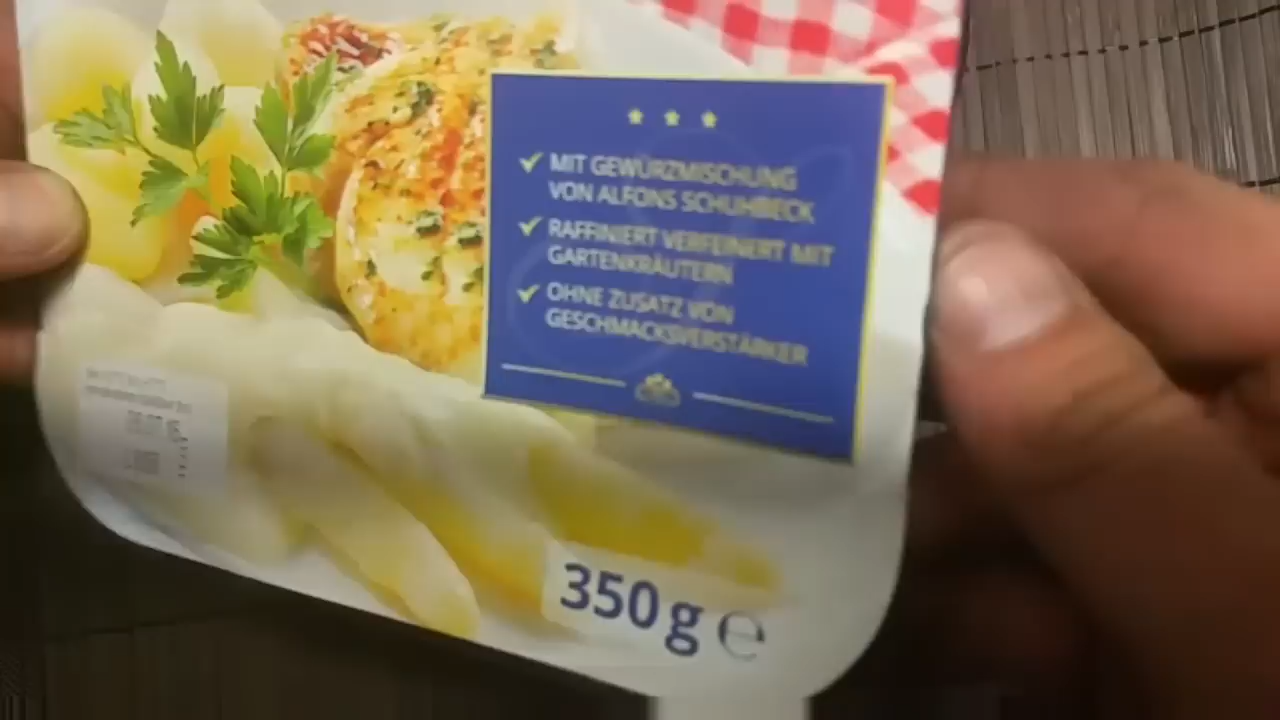 MIT GEWÜRZMISCHUNG
VON ALFONS SCHUHBECK
RAFFINIERT VERFEINERT MIT
GARTENKRÄUTERN
OHNE ZUSATZ VON
GESCHMACKSVERSTÄRKER
350 g ℮